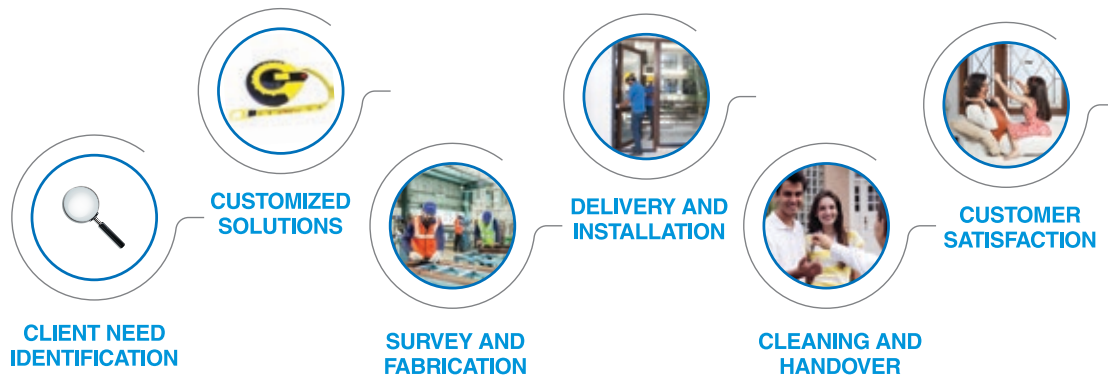 CLIENT NEED
IDENTIFICATION
CUSTOMIZED
SOLUTIONS
SURVEY AND
FABRICATION
DELIVERY AND
INSTALLATION
CLEANING AND
HANDOVER
CUSTOMER
SATISFACTION